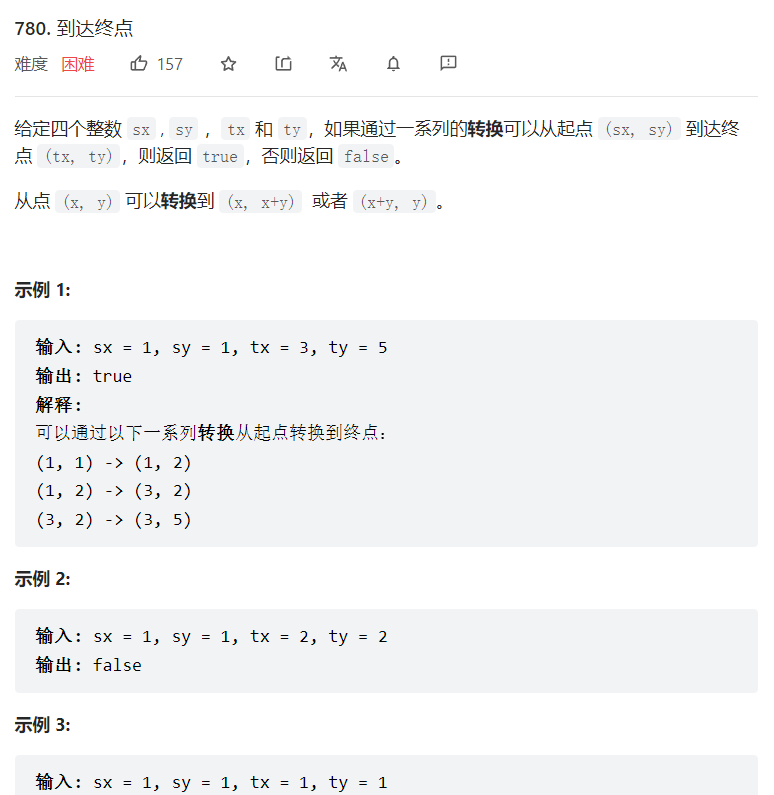 780. 到达终点
难度 困难 157
给定四个整数 sx , sy ，tx 和 ty，如果通过一系列的转换可以从起点 (sx, sy) 到达终
点 (tx, ty)，则返回 true，否则返回 false。
从点 (x, y) 可以转换到 (x, x+y) 或者 (x+y, y)。
示例 1:
输入: sx = 1, sy = 1, tx = 3, ty = 5
输出: true
解释:
可以通过以下一系列转换从起点转换到终点:
(1, 1) -> (1, 2)
(1, 2) -> (3, 2)
(3, 2) -> (3, 5)
示例 2:
输入: sx = 1, sy = 1, tx = 2, ty = 2
输出: false
示例 3:
输入: sx = 1, sy = 1, tx = 1, ty = 1